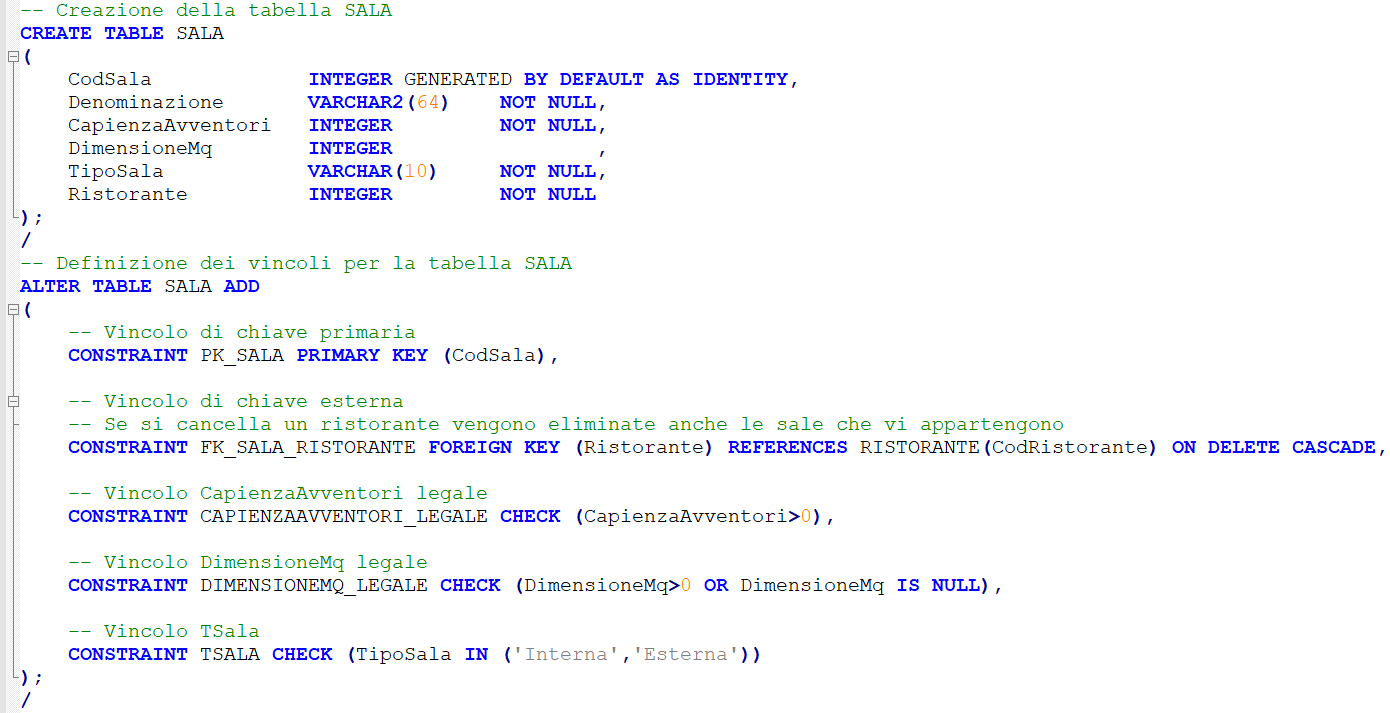 -- Creazione della tabella SALA
CREATE TABLE SALA
(
CodSala INTEGER GENERATED BY DEFAULT AS IDENTITY,
Denominazione VARCHAR2(64) NOT NULL,
CapienzaAvventori INTEGER NOT NULL,
DimensioneMq INTEGER ,
TipoSala VARCHAR(10) NOT NULL,
Ristorante INTEGER NOT NULL
);
/
-- Definizione dei vincoli per la tabella SALA
ALTER TABLE SALA ADD
(
-- Vincolo di chiave primaria
CONSTRAINT PK_SALA PRIMARY KEY (CodSala),
-- Vincolo di chiave esterna
-- Se si cancella un ristorante vengono eliminate anche le sale che vi appartengono
CONSTRAINT FK_SALA_RISTORANTE FOREIGN KEY (Ristorante) REFERENCES RISTORANTE(CodRistorante) ON DELETE CASCADE,
-- Vincolo CapienzaAvventori legale
CONSTRAINT CAPIENZAAVVENTORI_LEGALE CHECK (CapienzaAvventori>0),
-- Vincolo DimensioneMq legale
CONSTRAINT DIMENSIONEMQ_LEGALE CHECK (DimensioneMq>0 OR DimensioneMq IS NULL),
-- Vincolo TSala
CONSTRAINT TSALA CHECK (TipoSala IN ('Interna','Esterna'))
);
/